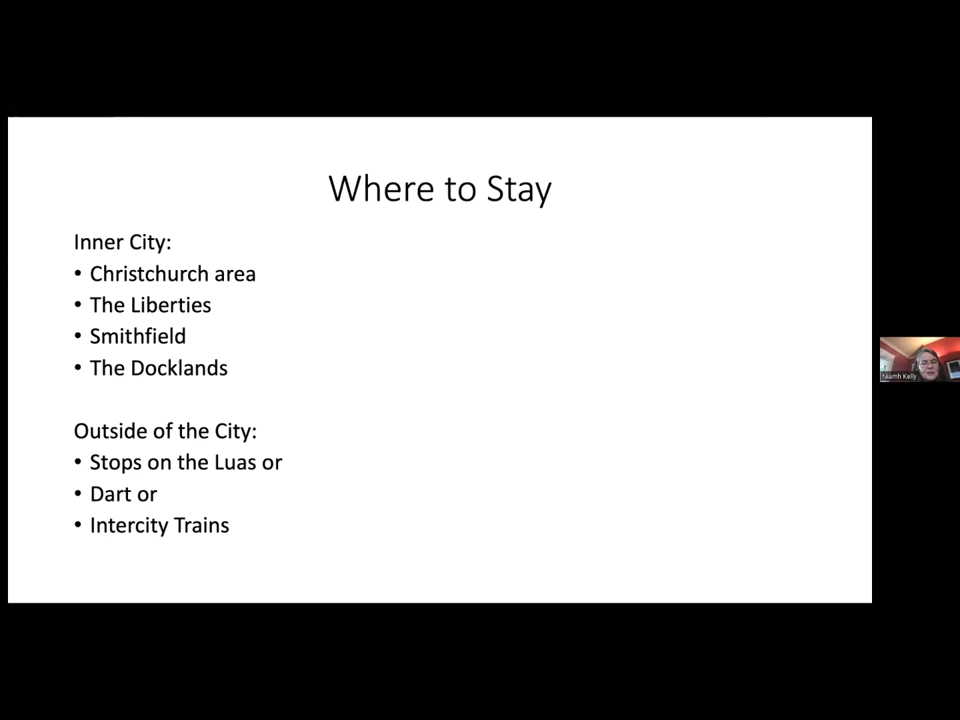 Where to Stay
Inner City:
• Christchurch area
• The Liberties
• Smithfield
• The Docklands
Outside of the City:
• Stops on the Luas or
• Dart or
• Intercity Trains
Niamh Kelly